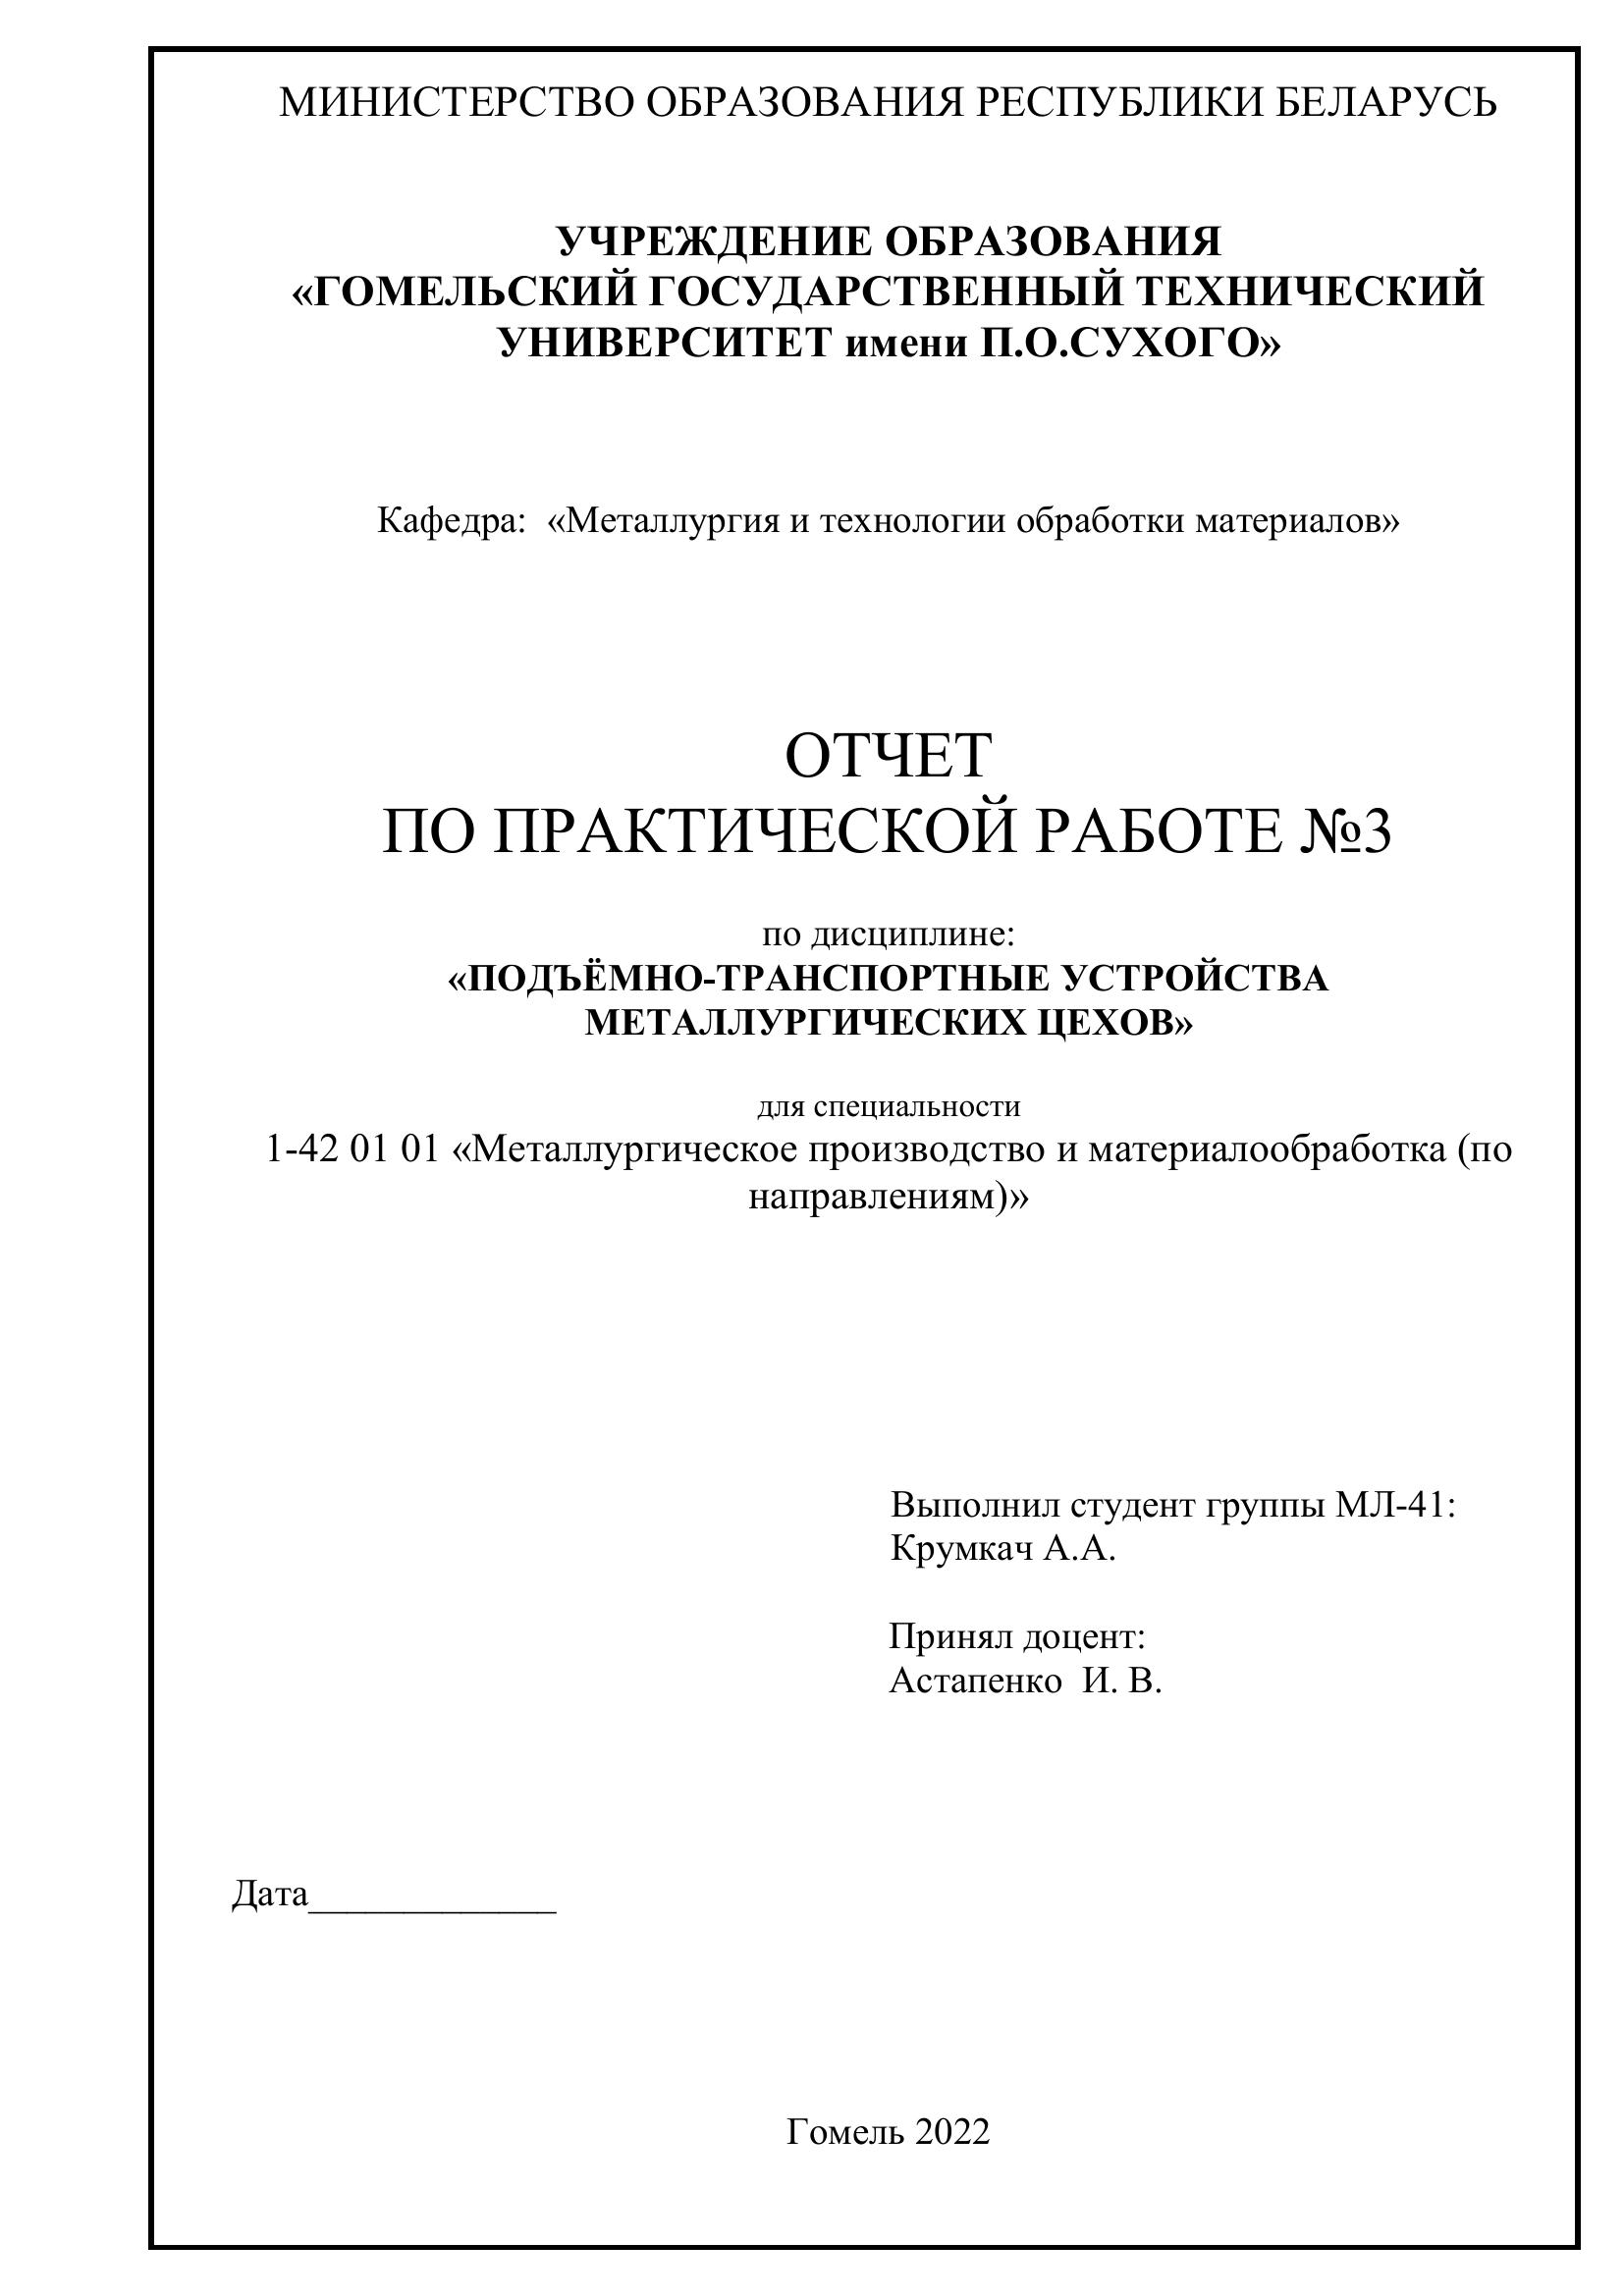 МИНИСТЕРСТВО ОБРАЗОВАНИЯ РЕСПУБЛИКИ БЕЛАРУСЬ
УЧРЕЖДЕНИЕ ОБРАЗОВАНИЯ
«ГОМЕЛЬСКИЙ ГОСУДАРСТВЕННЫЙ ТЕХНИЧЕСКИЙ
УНИВЕРСИТЕТ имени П.О.СУХОГО»
Кафедра:  «Металлургия и технологии обработки материалов»
ОТЧЕТ
ПО ПРАКТИЧЕСКОЙ РАБОТЕ №3
по дисциплине:
«ПОДЪЁМНО-ТРАНСПОРТНЫЕ УСТРОЙСТВА
МЕТАЛЛУРГИЧЕСКИХ ЦЕХОВ»
для специальности
1-42 01 01 «Металлургическое производство и материалообработка (по
направлениям)»
Выполнил студент группы МЛ-41:
Крумкач А.А.
Принял доцент:
Астапенко  И. В.
Дата_____________
Гомель 2022